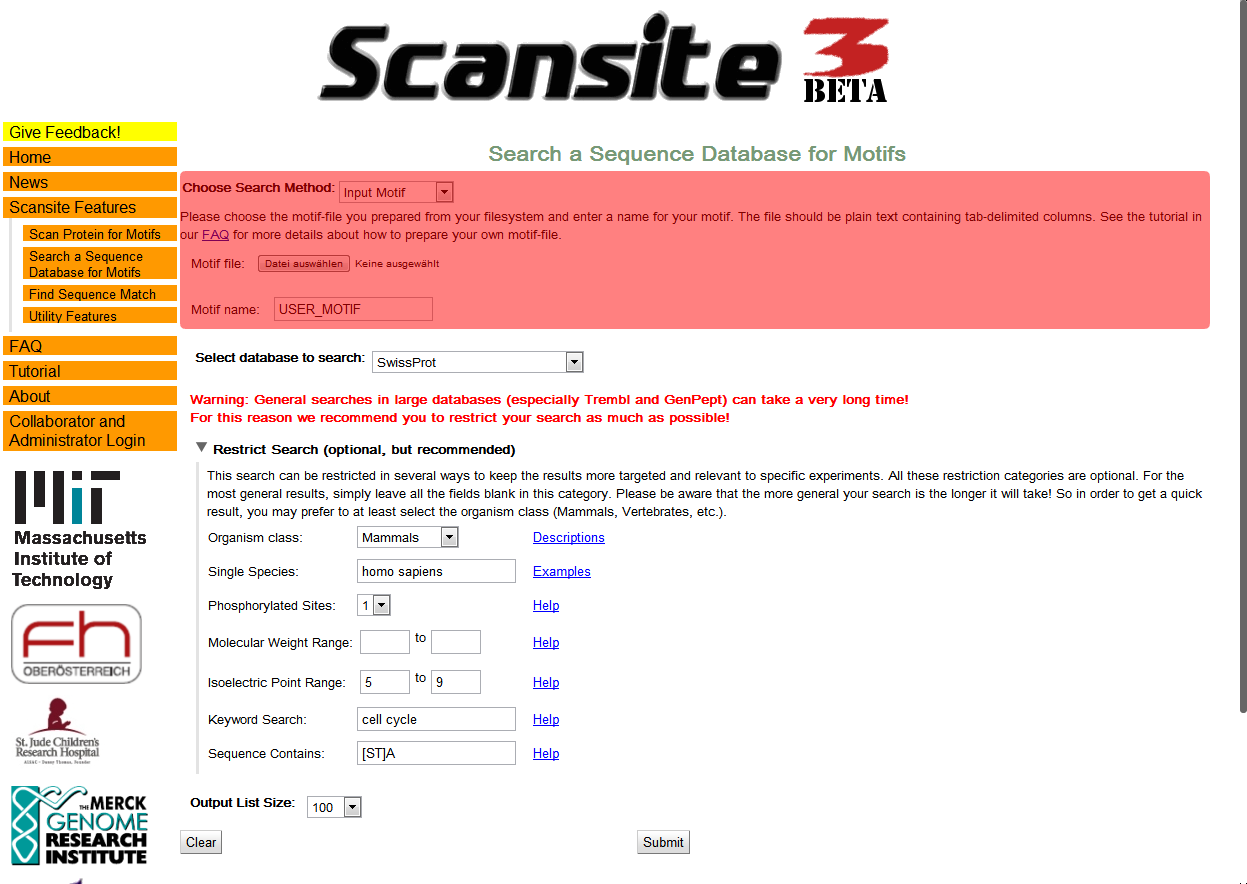 Scansite 3
BETA
Give Feedback!
Home
News
Scansite Features
Scan Protein for Motifs
Search a Sequence
Database for Motifs
Find Sequence Match
Utility Features
FAQ
Tutorial
About
Collaborator and
Administrator Login
Massachusetts
Institute of
Technology
fh
OBERÖSTERREICH
St. Jude Children's
Research Hospital
ALSAC - Danny Thomas, Founder
THE MERCK
GENOME
RESEARCH
INSTITUTE
Search a Sequence Database for Motifs
Choose Search Method: Input Motif
Please choose the motif-file you prepared from your filesystem and enter a name for your motif. The file should be plain text containing tab-delimited columns. See the tutorial in
our FAQ for more details about how to prepare your own motif-file.
Motif file: Datei auswählen Keine ausgewählt
Motif name: USER_MOTIF
Select database to search: SwissProt
Warning: General searches in large databases (especially Trembl and GenPept) can take a very long time!
For this reason we recommend you to restrict your search as much as possible!
Restrict Search (optional, but recommended)
This search can be restricted in several ways to keep the results more targeted and relevant to specific experiments. All these restriction categories are optional. For the
most general results, simply leave all the fields blank in this category. Please be aware that the more general your search is the longer it will take! So in order to get a quick
result, you may prefer to at least select the organism class (Mammals, Vertebrates, etc.).
Organism class: Mammals Descriptions
Single Species: homo sapiens Examples
Phosphorylated Sites: 1 Help
Molecular Weight Range: to Help
Isoelectric Point Range: 5 to 9 Help
Keyword Search: cell cycle Help
Sequence Contains: [ST]A Help
Output List Size: 100
Clear Submit